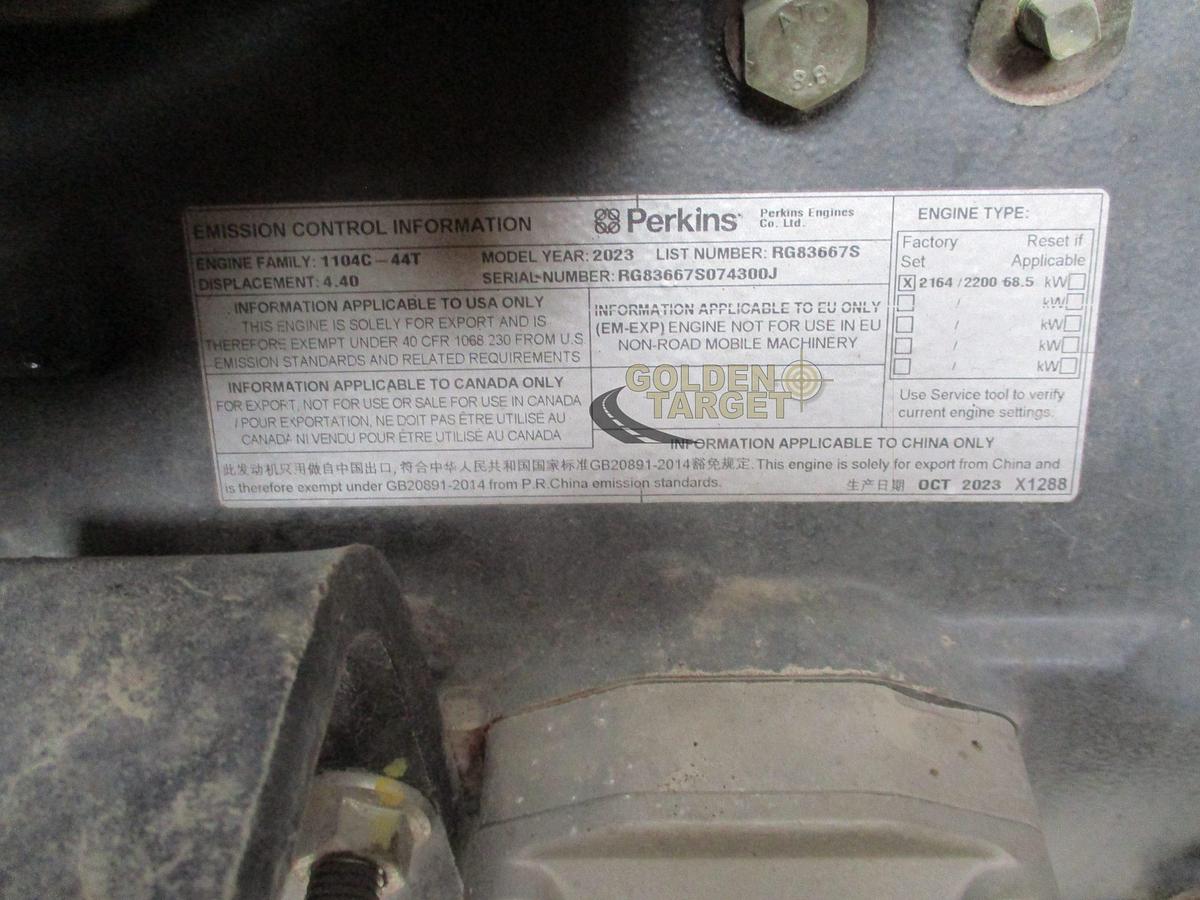 ATC
8.8
EMISSION CONTROL INFORMATION
Perkins
Perkins Engines
Co. Ltd.
ENGINE FAMILY: 1104C-44T
MODEL YEAR: 2023
LIST NUMBER: RG83667S
DISPLACEMENT: 4.40
SERIAL NUMBER: RG83667S074300J
ENGINE TYPE:
Factory
Set
Reset if
Applicable
X 2164 /2200 68.5 kW
/ kW
/ kW
/ kW
/ kW
Use Service tool to verify
current engine settings.
INFORMATION APPLICABLE TO USA ONLY
THIS ENGINE IS SOLELY FOR EXPORT AND IS
THEREFORE EXEMPT UNDER 40 CFR 1068 230 FROM U.S
EMISSION STANDARDS AND RELATED REQUIREMENTS
INFORMATION APPLICABLE TO EU ONLY
(EM-EXP) ENGINE NOT FOR USE IN EU
NON-ROAD MOBILE MACHINERY
INFORMATION APPLICABLE TO CANADA ONLY
FOR EXPORT, NOT FOR USE OR SALE FOR USE IN CANADA
/ POUR EXPORTATION, NE DOIT PAS ÊTRE UTILISÉ AU
CANADA NI VENDU POUR ÊTRE UTILISÉ AU CANADA
GOLDEN
TARGET
INFORMATION APPLICABLE TO CHINA ONLY
此发动机只用做自中国出口,符合中华人民共和国国家标准GB20891-2014豁免规定. This engine is solely for export from China and
is therefore exempt under GB20891-2014 from P.R.China emission standards.
生产日期 OCT 2023 X1288